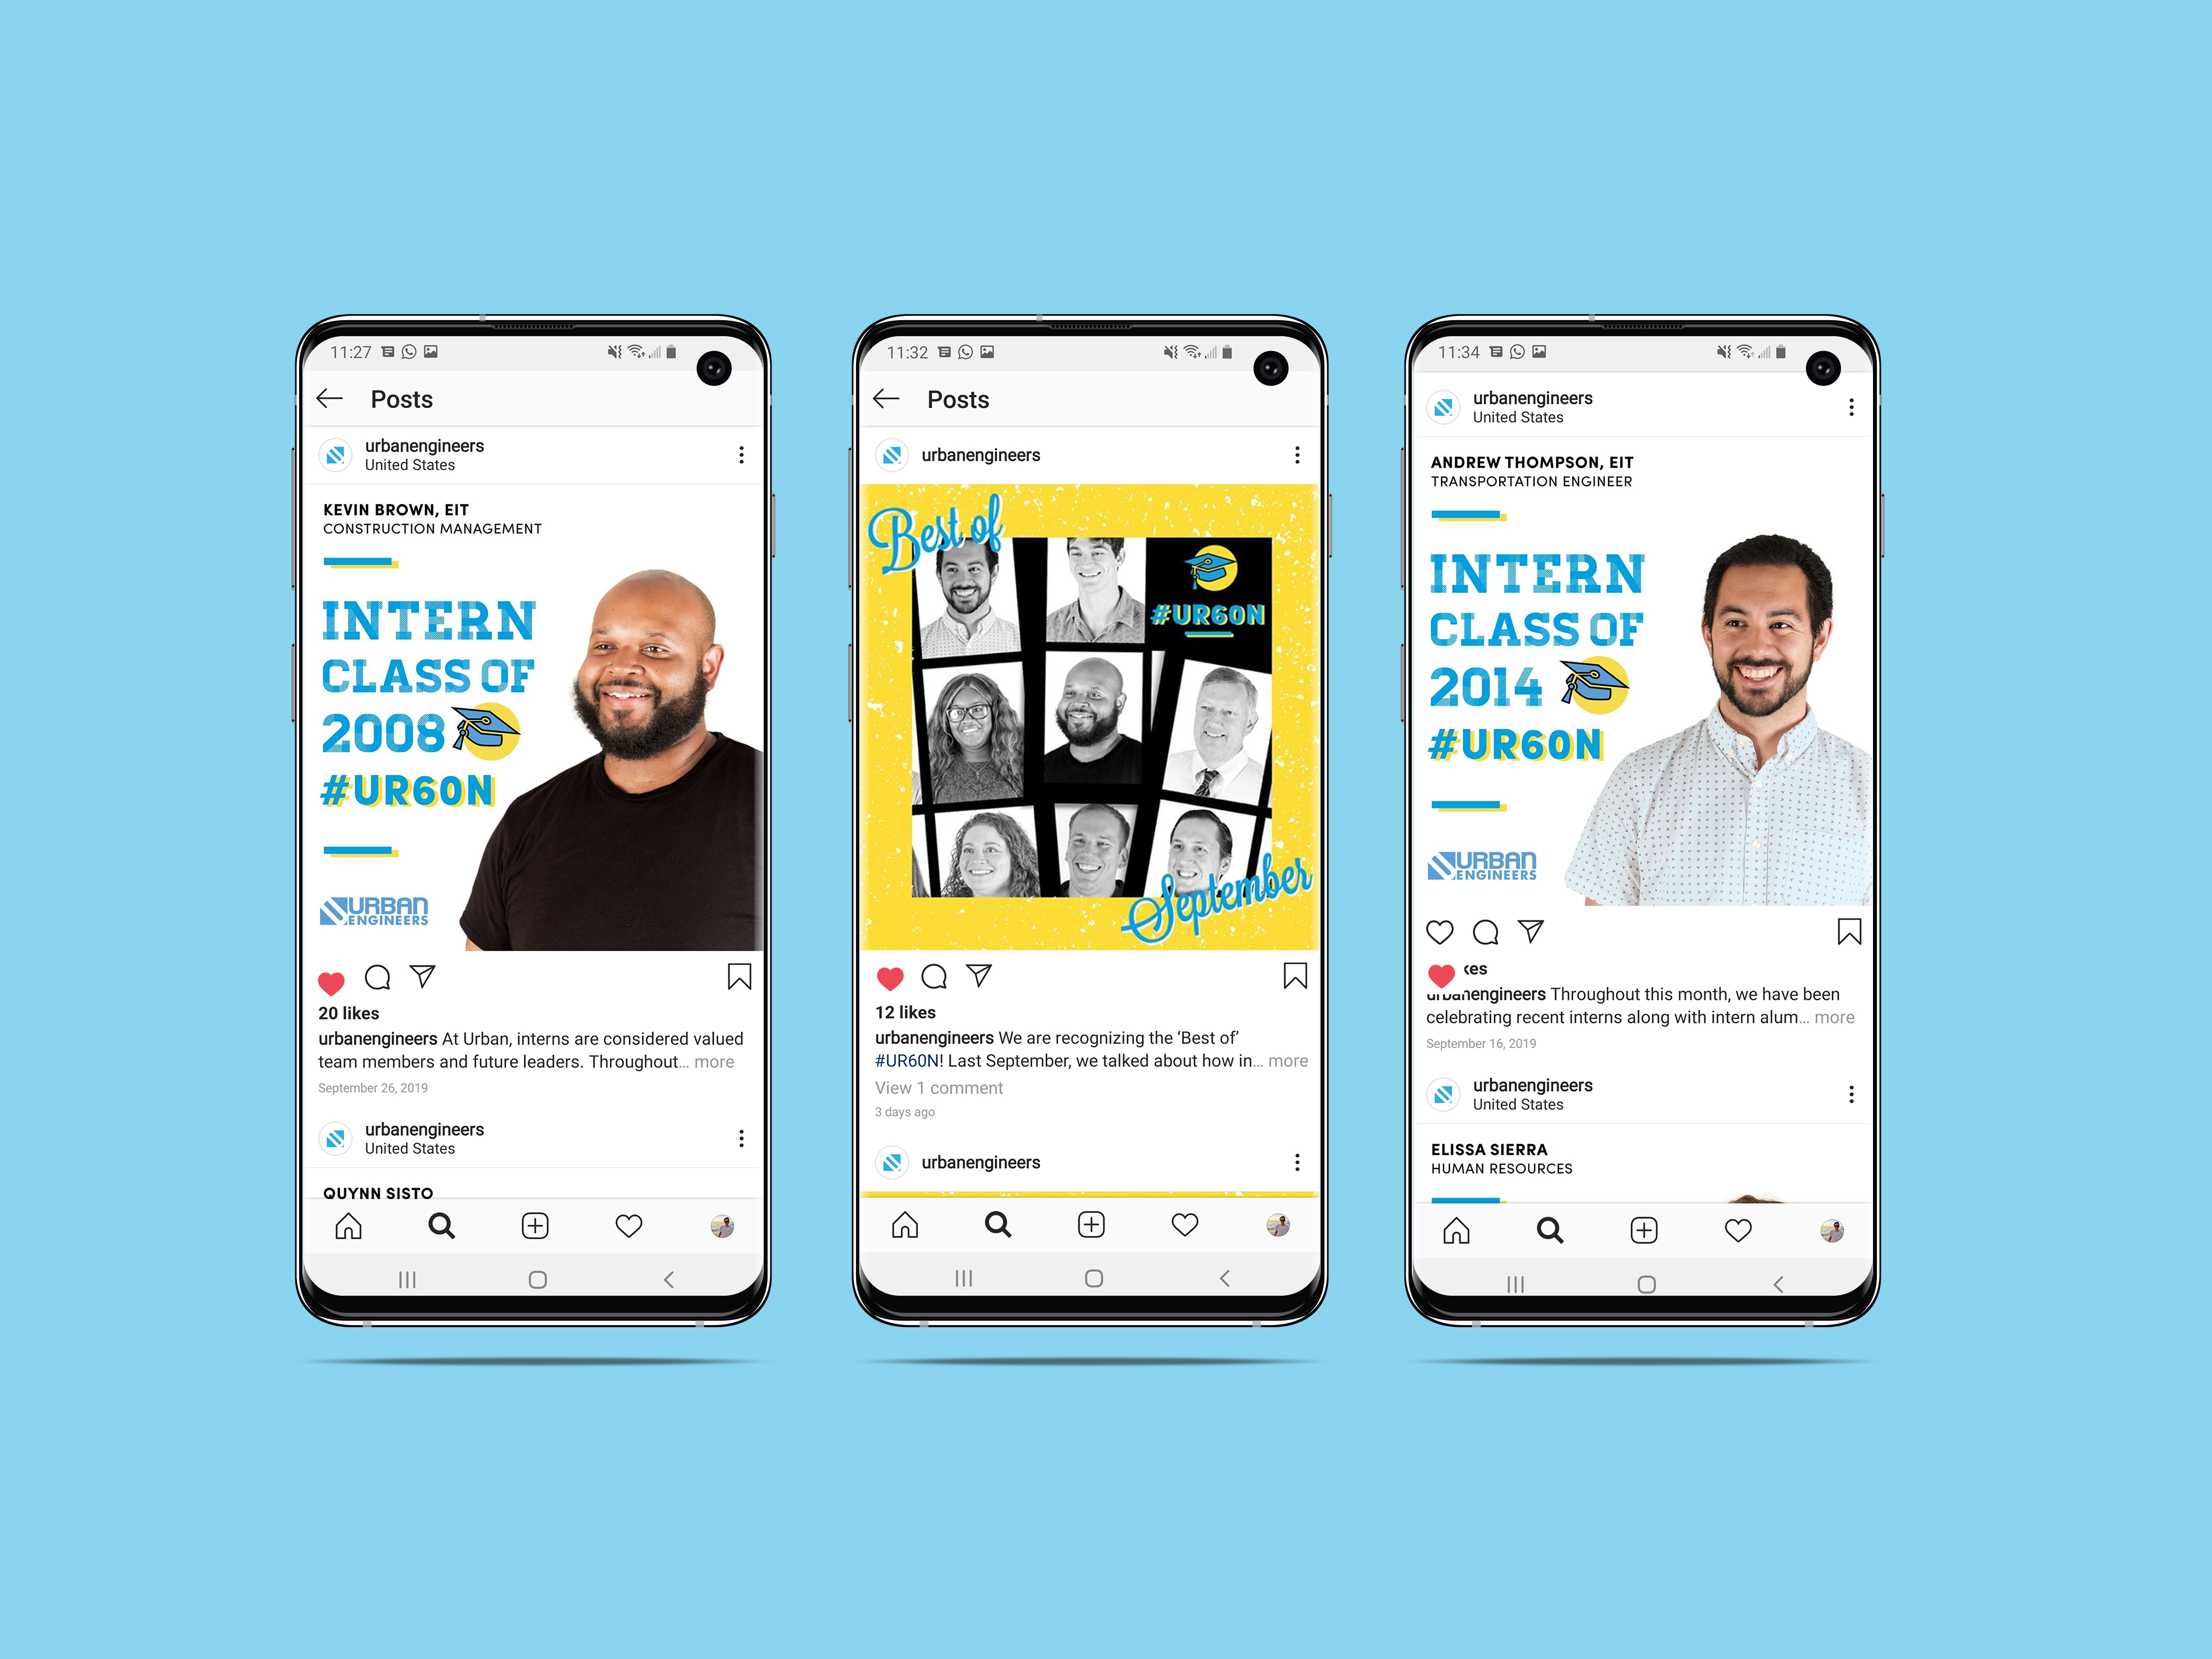 11:27
Posts
urbanengineers
United States
KEVIN BROWN, EIT
CONSTRUCTION MANAGEMENT
INTERN
CLASS OF
2008
#UR60N
URBAN
ENGINEERS
20 likes
urbanengineers At Urban, interns are considered valued
team members and future leaders. Throughout... more
September 26, 2019
urbanengineers
United States
QUYNN SISTO
11:32
Posts
urbanengineers
Best of
#UR60N
September
12 likes
urbanengineers We are recognizing the ‘Best of’
#UR60N! Last September, we talked about how in... more
View 1 comment
3 days ago
urbanengineers
11:34
urbanengineers
United States
ANDREW THOMPSON, EIT
TRANSPORTATION ENGINEER
INTERN
CLASS OF
2014
#UR60N
URBAN
ENGINEERS
kes
urbanengineers Throughout this month, we have been
celebrating recent interns along with intern alum... more
September 16, 2019
urbanengineers
United States
ELISSA SIERRA
HUMAN RESOURCES